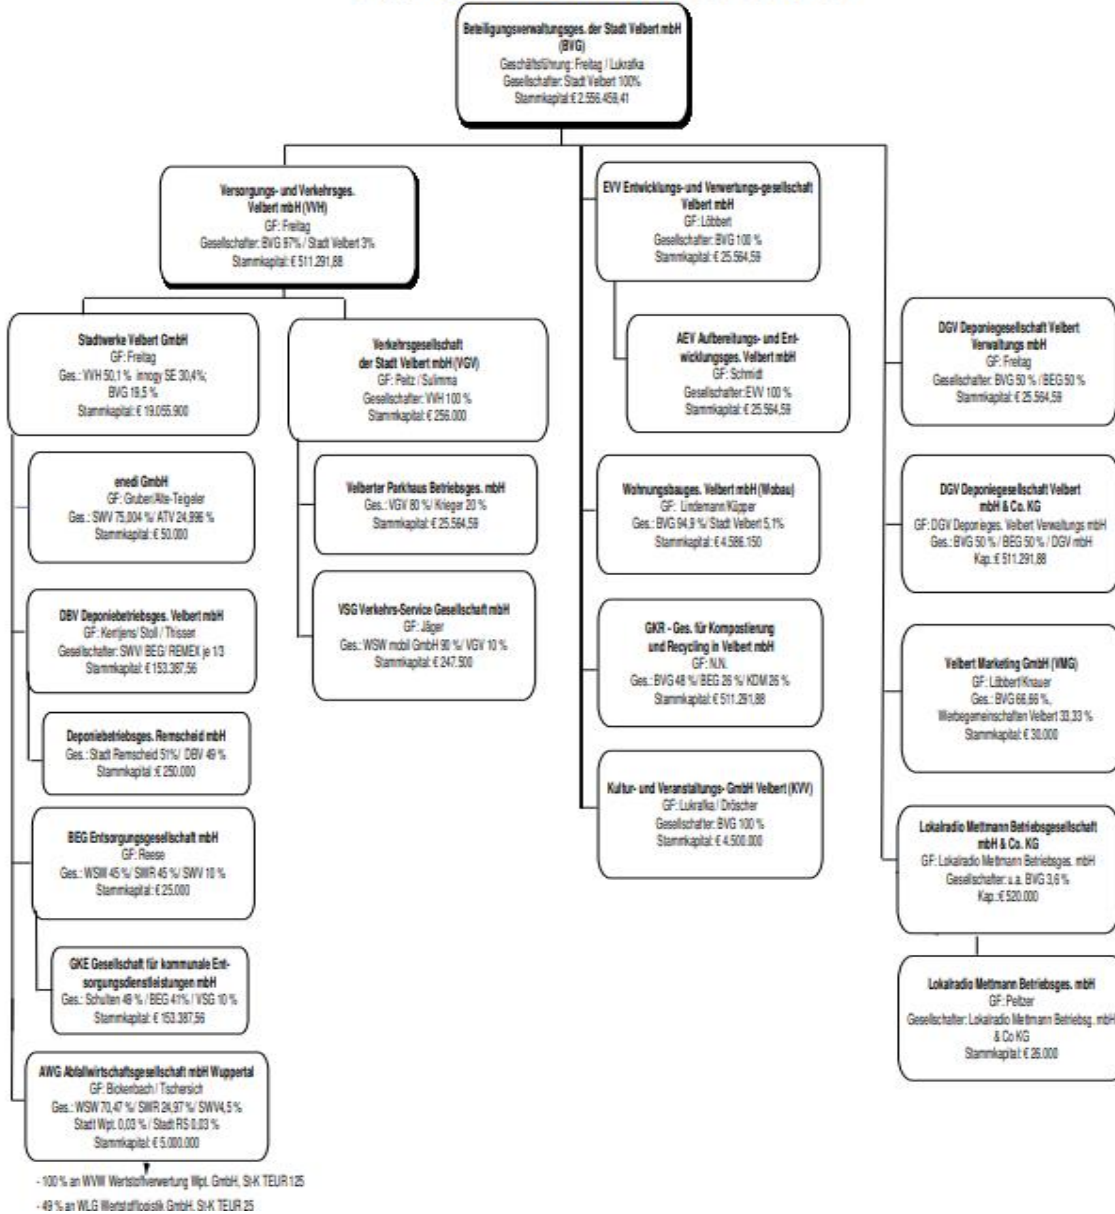 Beteiligungsverwaltungsges. der Stadt Velbert mbH
(BVG)
Geschäftsführung: Freitag / Lukrafka
Gesellschafter: Stadt Velbert 100%
Stammkapital: € 2.556.459,41
Versorgungs- und Verkehrsges.
Velbert mbH (VVH)
GF: Freitag
Gesellschafter: BVG 97% / Stadt Velbert 3%
Stammkapital: € 511.291,88
Stadtwerke Velbert GmbH
GF: Freitag
Ges.: VVH 50,1 % innogy SE 30,4%;
BVG 19,5 %
Stammkapital: € 19.055.900
enedi GmbH
GF: Gruber/Alte-Teigeler
Ges.: SWV 75,004 %/ ATV 24,996 %
Stammkapital: € 50.000
DBV Deponiebetriebsges. Velbert mbH
GF: Kentjens/ Stoll / Thissen
Gesellschafter: SWV/ BEG/ REMEX je 1/3
Stammkapital: € 153.387,56
Deponiebetriebsges. Remscheid mbH
Ges.: Stadt Remscheid 51%/ DBV 49 %
Stammkapital :€ 250.000
BEG Entsorgungsgesellschaft mbH
GF: Reese
Ges.: WSW 45 %/ SWR 45 %/ SWV 10 %
Stammkapital: € 25.000
GKE Gesellschaft für kommunale Ent-
sorgungsdienstleistungen mbH
Ges.: Schulten 49 % / BEG 41% / VSG 10 %
Stammkapital: € 153.387,56
AWG Abfallwirtschaftsgesellschaft mbH Wuppertal
GF: Bickenbach / Tschersich
Ges.: WSW 70,47 %/ SWR 24,97 %/ SWV4,5 %
Stadt Wpt. 0,03 % / Stadt RS 0,03 %
Stammkapital: € 5.000.000
- 100 % an WVW Wertstoffverwertung Wpt. GmbH, St-K TEUR 125
- 49 % an WLG Wertstofflogistik GmbH, St-K TEUR 25
Verkehrsgesellschaft
der Stadt Velbert mbH (VGV)
GF: Peitz / Sulimma
Gesellschafter: VVH 100 %
Stammkapital: € 256.000
Velberter Parkhaus Betriebsges. mbH
Ges.: VGV 80 %/ Krieger 20 %
Stammkapital: € 25.564,59
VSG Verkehrs-Service Gesellschaft mbH
GF: Jäger
Ges.: WSW mobil GmbH 90 %/ VGV 10 %
Stammkapital: € 247.500
EVV Entwicklungs- und Verwertungs-gesellschaft
Velbert mbH
GF: Löbbert
Gesellschafter: BVG 100 %
Stammkapital: € 25.564,59
AEV Aufbereitungs- und Ent-
wicklungsges. Velbert mbH
GF: Schmidt
Gesellschafter: EVV 100 %
Stammkapital: € 25.564,59
Wohnungsbauges. Velbert mbH (Wobau)
GF: Lindemann/Küpper
Ges.: BVG 94,9 %/ Stadt Velbert 5,1%
Stammkapital: € 4.586.150
GKR - Ges. für Kompostierung
und Recycling in Velbert mbH
GF: N.N.
Ges.: BVG 48 %/ BEG 26 %/ KDM 26 %
Stammkapital: € 511.291,88
Kultur- und Veranstaltungs- GmbH Velbert (KVV)
GF: Lukrafka / Dröscher
Gesellschafter: BVG 100 %
Stammkapital: € 4.500.000
DGV Deponiegesellschaft Velbert
Verwaltungs mbH
GF: Freitag
Gesellschafter: BVG 50 % / BEG 50 %
Stammkapital: € 25.564,59
DGV Deponiegesellschaft Velbert
mbH & Co. KG
GF: DGV Deponieges. Velbert Verwaltungs mbH
Ges.: BVG 50 % / BEG 50 % / DGV mbH
Kap.: € 511.291,88
Velbert Marketing GmbH (VMG)
GF: Löbbert/Knauer
Ges.: BVG 66,66 %,
Werbegemeinschaften Velbert 33,33 %
Stammkapital: € 30.000
Lokalradio Mettmann Betriebsgesellschaft
mbH & Co. KG
GF: Lokalradio Mettmann Betriebsges. mbH
Gesellschafter: u.a. BVG 3,6 %
Kap.: € 520.000
Lokalradio Mettmann Betriebsges. mbH
GF: Peltzer
Gesellschafter: Lokalradio Mettmann Betriebsg. mbH
& Co KG
Stammkapital: € 26.000